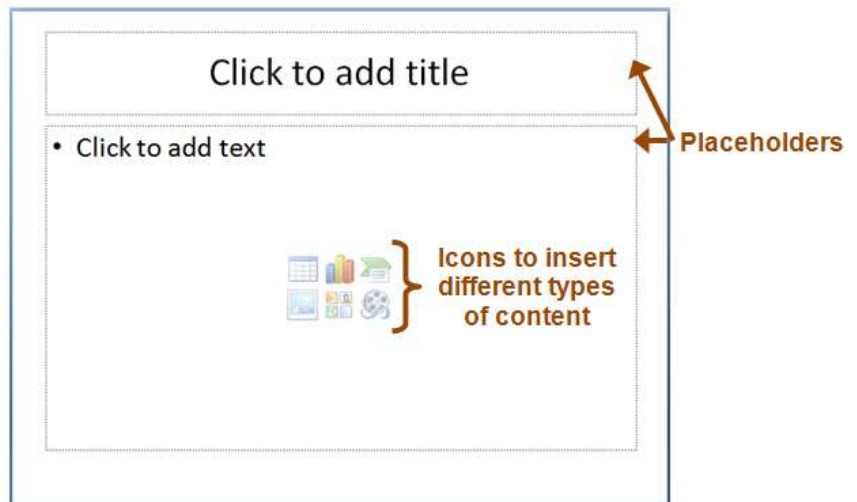 Click to add title
• Click to add text
Placeholders
Icons to insert
different types
of content